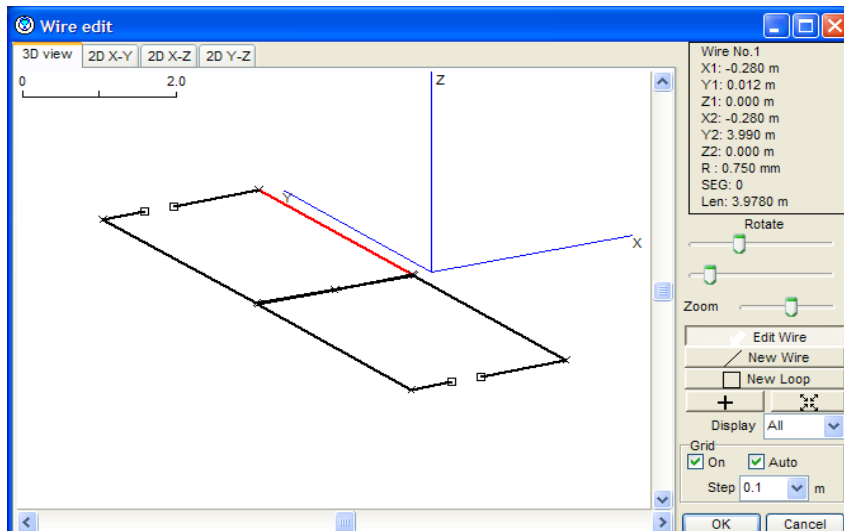 Wire edit
3D view 2D X-Y 2D X-Z 2D Y-Z
0 2.0
Z
Y
X
Wire No.1
X1: -0.280 m
Y1: 0.012 m
Z1: 0.000 m
X2: -0.280 m
Y2: 3.990 m
Z2: 0.000 m
R : 0.750 mm
SEG: 0
Len: 3.9780 m
Rotate
Zoom
Edit Wire
New Wire
New Loop
Display All
Grid
On Auto
Step 0.1 m
OK Cancel